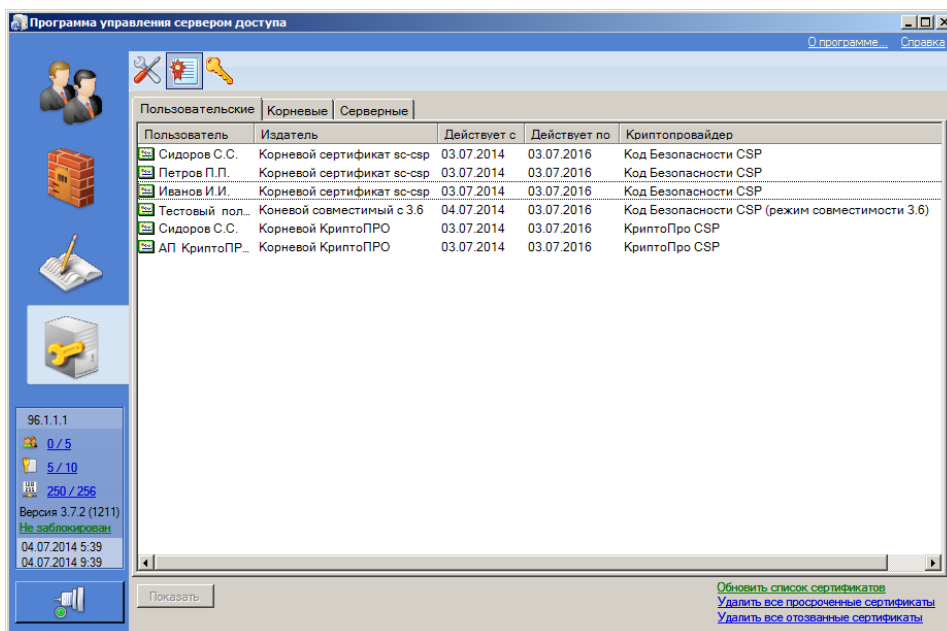 Программа управления сервером доступа
О программе... Справка
Пользовательские Корневые Серверные
Пользователь Издатель Действует с Действует по Криптопровайдер
Сидоров С.С. Корневой сертификат sc-csp 03.07.2014 03.07.2016 Код Безопасности CSP
Петров П.П. Корневой сертификат sc-csp 03.07.2014 03.07.2016 Код Безопасности CSP
Иванов И.И. Корневой сертификат sc-csp 03.07.2014 03.07.2016 Код Безопасности CSP
Тестовый пол... Коневой совместимый с 3.6 04.07.2014 03.07.2016 Код Безопасности CSP (режим совместимости 3.6)
Сидоров С.С. Корневой КриптоПРО 03.07.2014 03.07.2016 КриптоПро CSP
АП КриптоПР... Корневой КриптоПРО 03.07.2014 03.07.2016 КриптоПро CSP
96.1.1.1
0 / 5
5 / 10
250 / 256
Версия 3.7.2 (1211)
Не заблокирован
04.07.2014 5:39
04.07.2014 9:39
Показать
Обновить список сертификатов
Удалить все просроченные сертификаты
Удалить все отозванные сертификаты